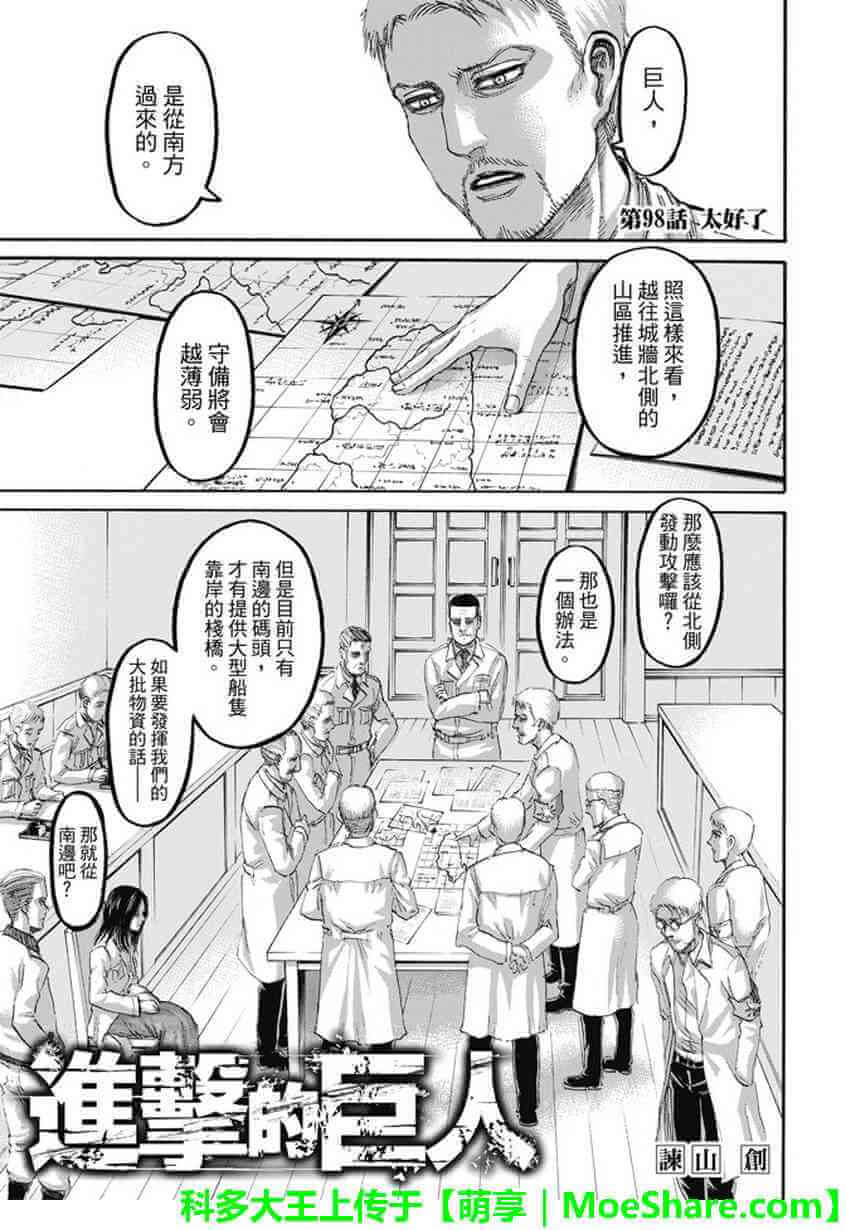 巨人，
是從南方
過來的。
第98話 太好了
照這樣來看，
越往城牆北側的
山區推進，
守備將會
越薄弱。
那麼應該從北側
發動攻擊囉？
那也是
一個辦法。
但是目前只有
南邊的碼頭，
才有提供大型船隻
靠岸的棧橋。
如果要發揮我們的
大批物資的話——
那就從
南邊吧？
進擊的巨人
諫山創
科多大王上传于【萌享｜MoeShare.com】